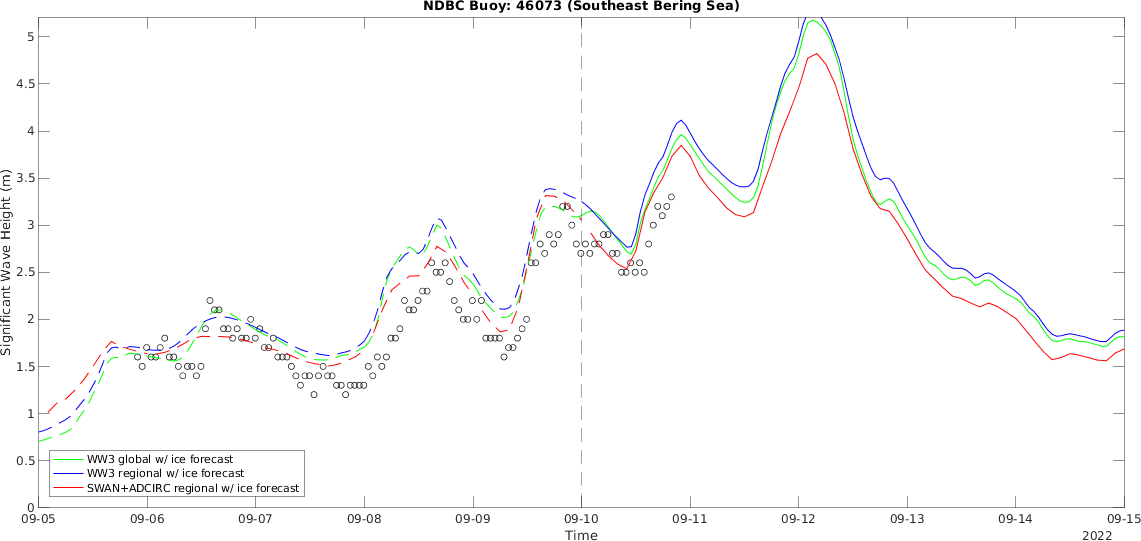 NDBC Buoy: 46073 (Southeast Bering Sea)
Significant Wave Height (m)
5
4.5
4
3.5
3
2.5
2
1.5
1
0.5
0
WW3 global w/ ice forecast
WW3 regional w/ ice forecast
SWAN+ADCIRC regional w/ ice forecast
09-05 09-06 09-07 09-08 09-09 09-10 09-11 09-12 09-13 09-14 09-15
Time
2022